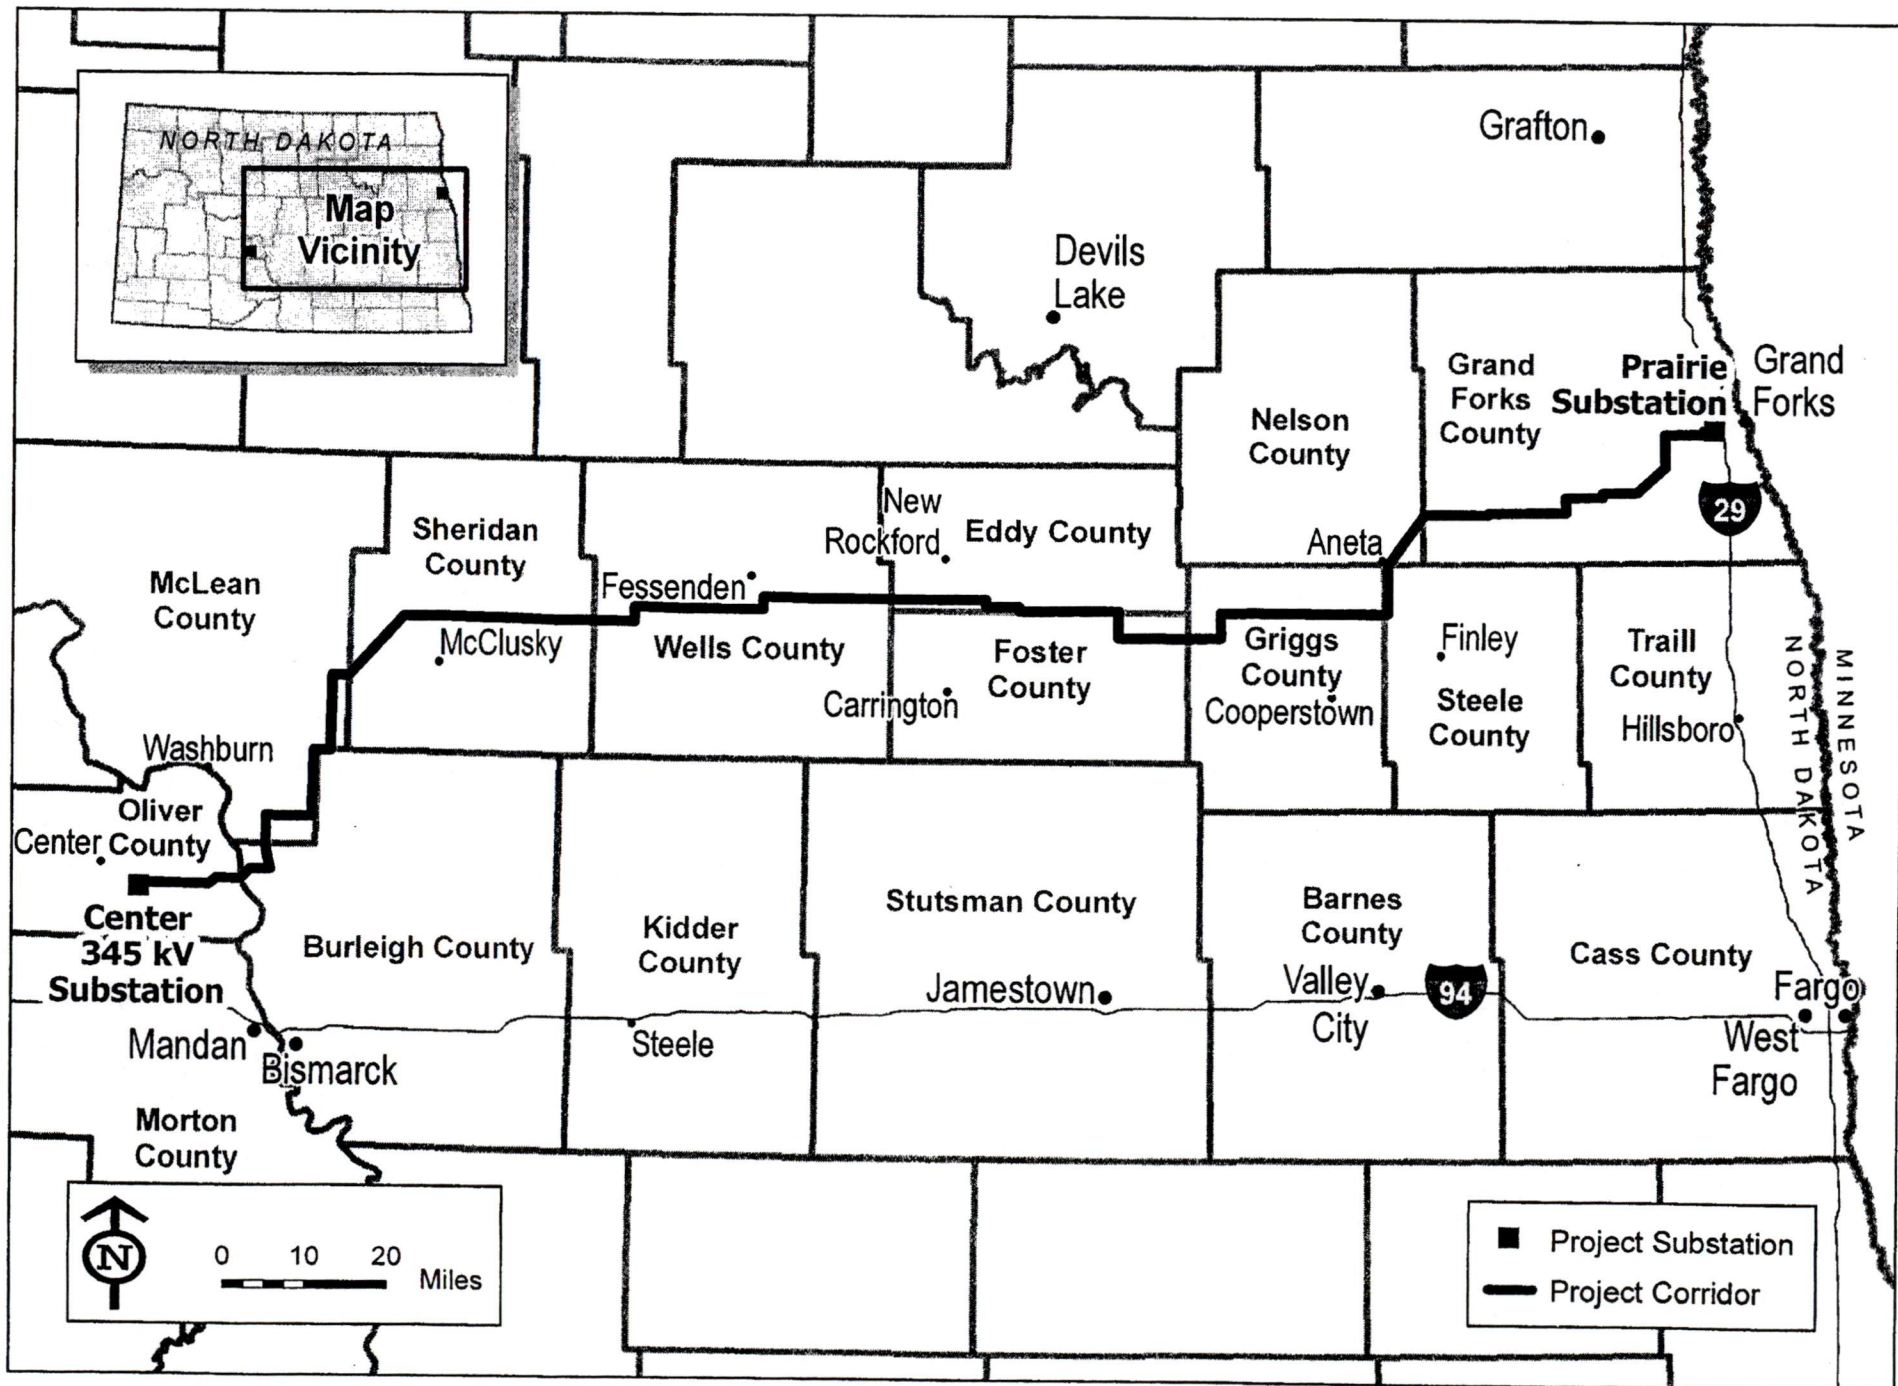 NORTH DAKOTA
Map
Vicinity
Grafton
Devils
Lake
Grand
Forks
County
Prairie
Substation
Grand
Forks
Nelson
County
29
New
Rockford
Eddy County
Aneta
Sheridan
County
Fessenden
McLean
County
McClusky
Wells County
Foster
County
Carrington
Griggs
County
Cooperstown
Finley
Steele
County
Traill
County
Hillsboro
NORTH DAKOTA
MINNESOTA
Washburn
Oliver
County
Center
Center
345 kV
Substation
Burleigh County
Kidder
County
Stutsman County
Barnes
County
Cass County
Jamestown
Valley
City
94
Fargo
West
Fargo
Mandan
Bismarck
Steele
Morton
County
N
0 10 20
Miles
Project Substation
Project Corridor